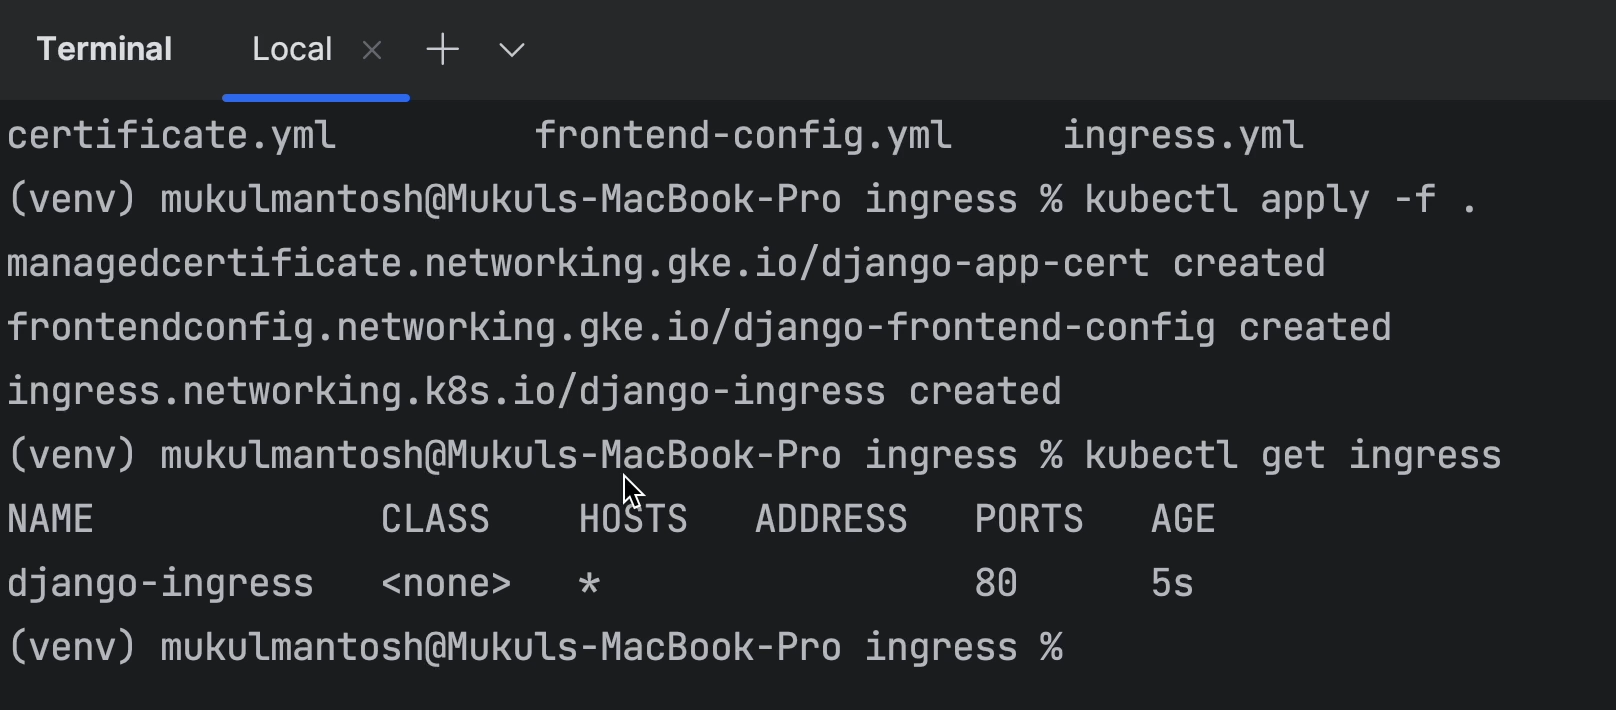 Terminal Local
certificate.yml frontend-config.yml ingress.yml
(venv) mukulmantosh@Mukuls-MacBook-Pro ingress % kubectl apply -f .
managedcertificate.networking.gke.io/django-app-cert created
frontendconfig.networking.gke.io/django-frontend-config created
ingress.networking.k8s.io/django-ingress created
(venv) mukulmantosh@Mukuls-MacBook-Pro ingress % kubectl get ingress
NAME CLASS HOSTS ADDRESS PORTS AGE
django-ingress <none> * 80 5s
(venv) mukulmantosh@Mukuls-MacBook-Pro ingress %